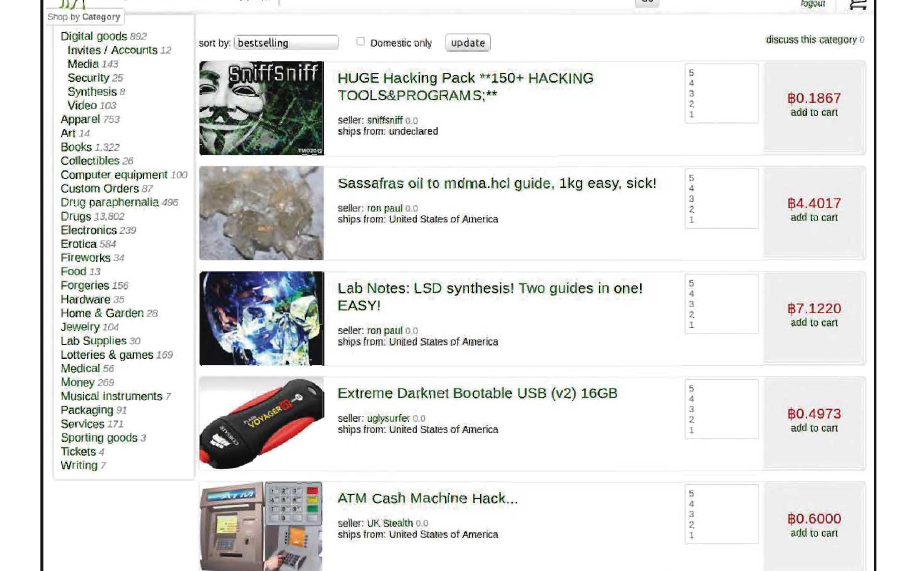 logout
Shop by Category
Digital goods 892
Invites / Accounts 12
Media 143
Security 25
Synthesis 8
Video 103
Apparel 753
Art 14
Books 1,322
Collectibles 26
Computer equipment 100
Custom Orders 87
Drug paraphernalia 496
Drugs 13,802
Electronics 239
Erotica 584
Fireworks 34
Food 13
Forgeries 156
Hardware 35
Home & Garden 28
Jewelry 104
Lab Supplies 30
Lotteries & games 169
Medical 56
Money 269
Musical instruments 7
Packaging 91
Services 171
Sporting goods 3
Tickets 4
Writing 7
sort by: bestselling Domestic only update
discuss this category 0
SniffSniff
HUGE Hacking Pack **150+ HACKING
TOOLS&PROGRAMS;**
seller: sniffsniff 0.0
ships from: undeclared
5
4
3
2
1
฿0.1867
add to cart
Sassafras oil to mdma.hcl guide, 1kg easy, sick!
seller: ron paul 0.0
ships from: United States of America
5
4
3
2
1
฿4.4017
add to cart
Lab Notes: LSD synthesis! Two guides in one!
EASY!
seller: ron paul 0.0
ships from: United States of America
5
4
3
2
1
฿7.1220
add to cart
VOYAGER
Extreme Darknet Bootable USB (v2) 16GB
seller: uglysurfer 0.0
ships from: United States of America
5
4
3
2
1
฿0.4973
add to cart
ATM
ATM Cash Machine Hack...
seller: UK Stealth 0.0
ships from: United States of America
5
4
3
2
1
฿0.6000
add to cart